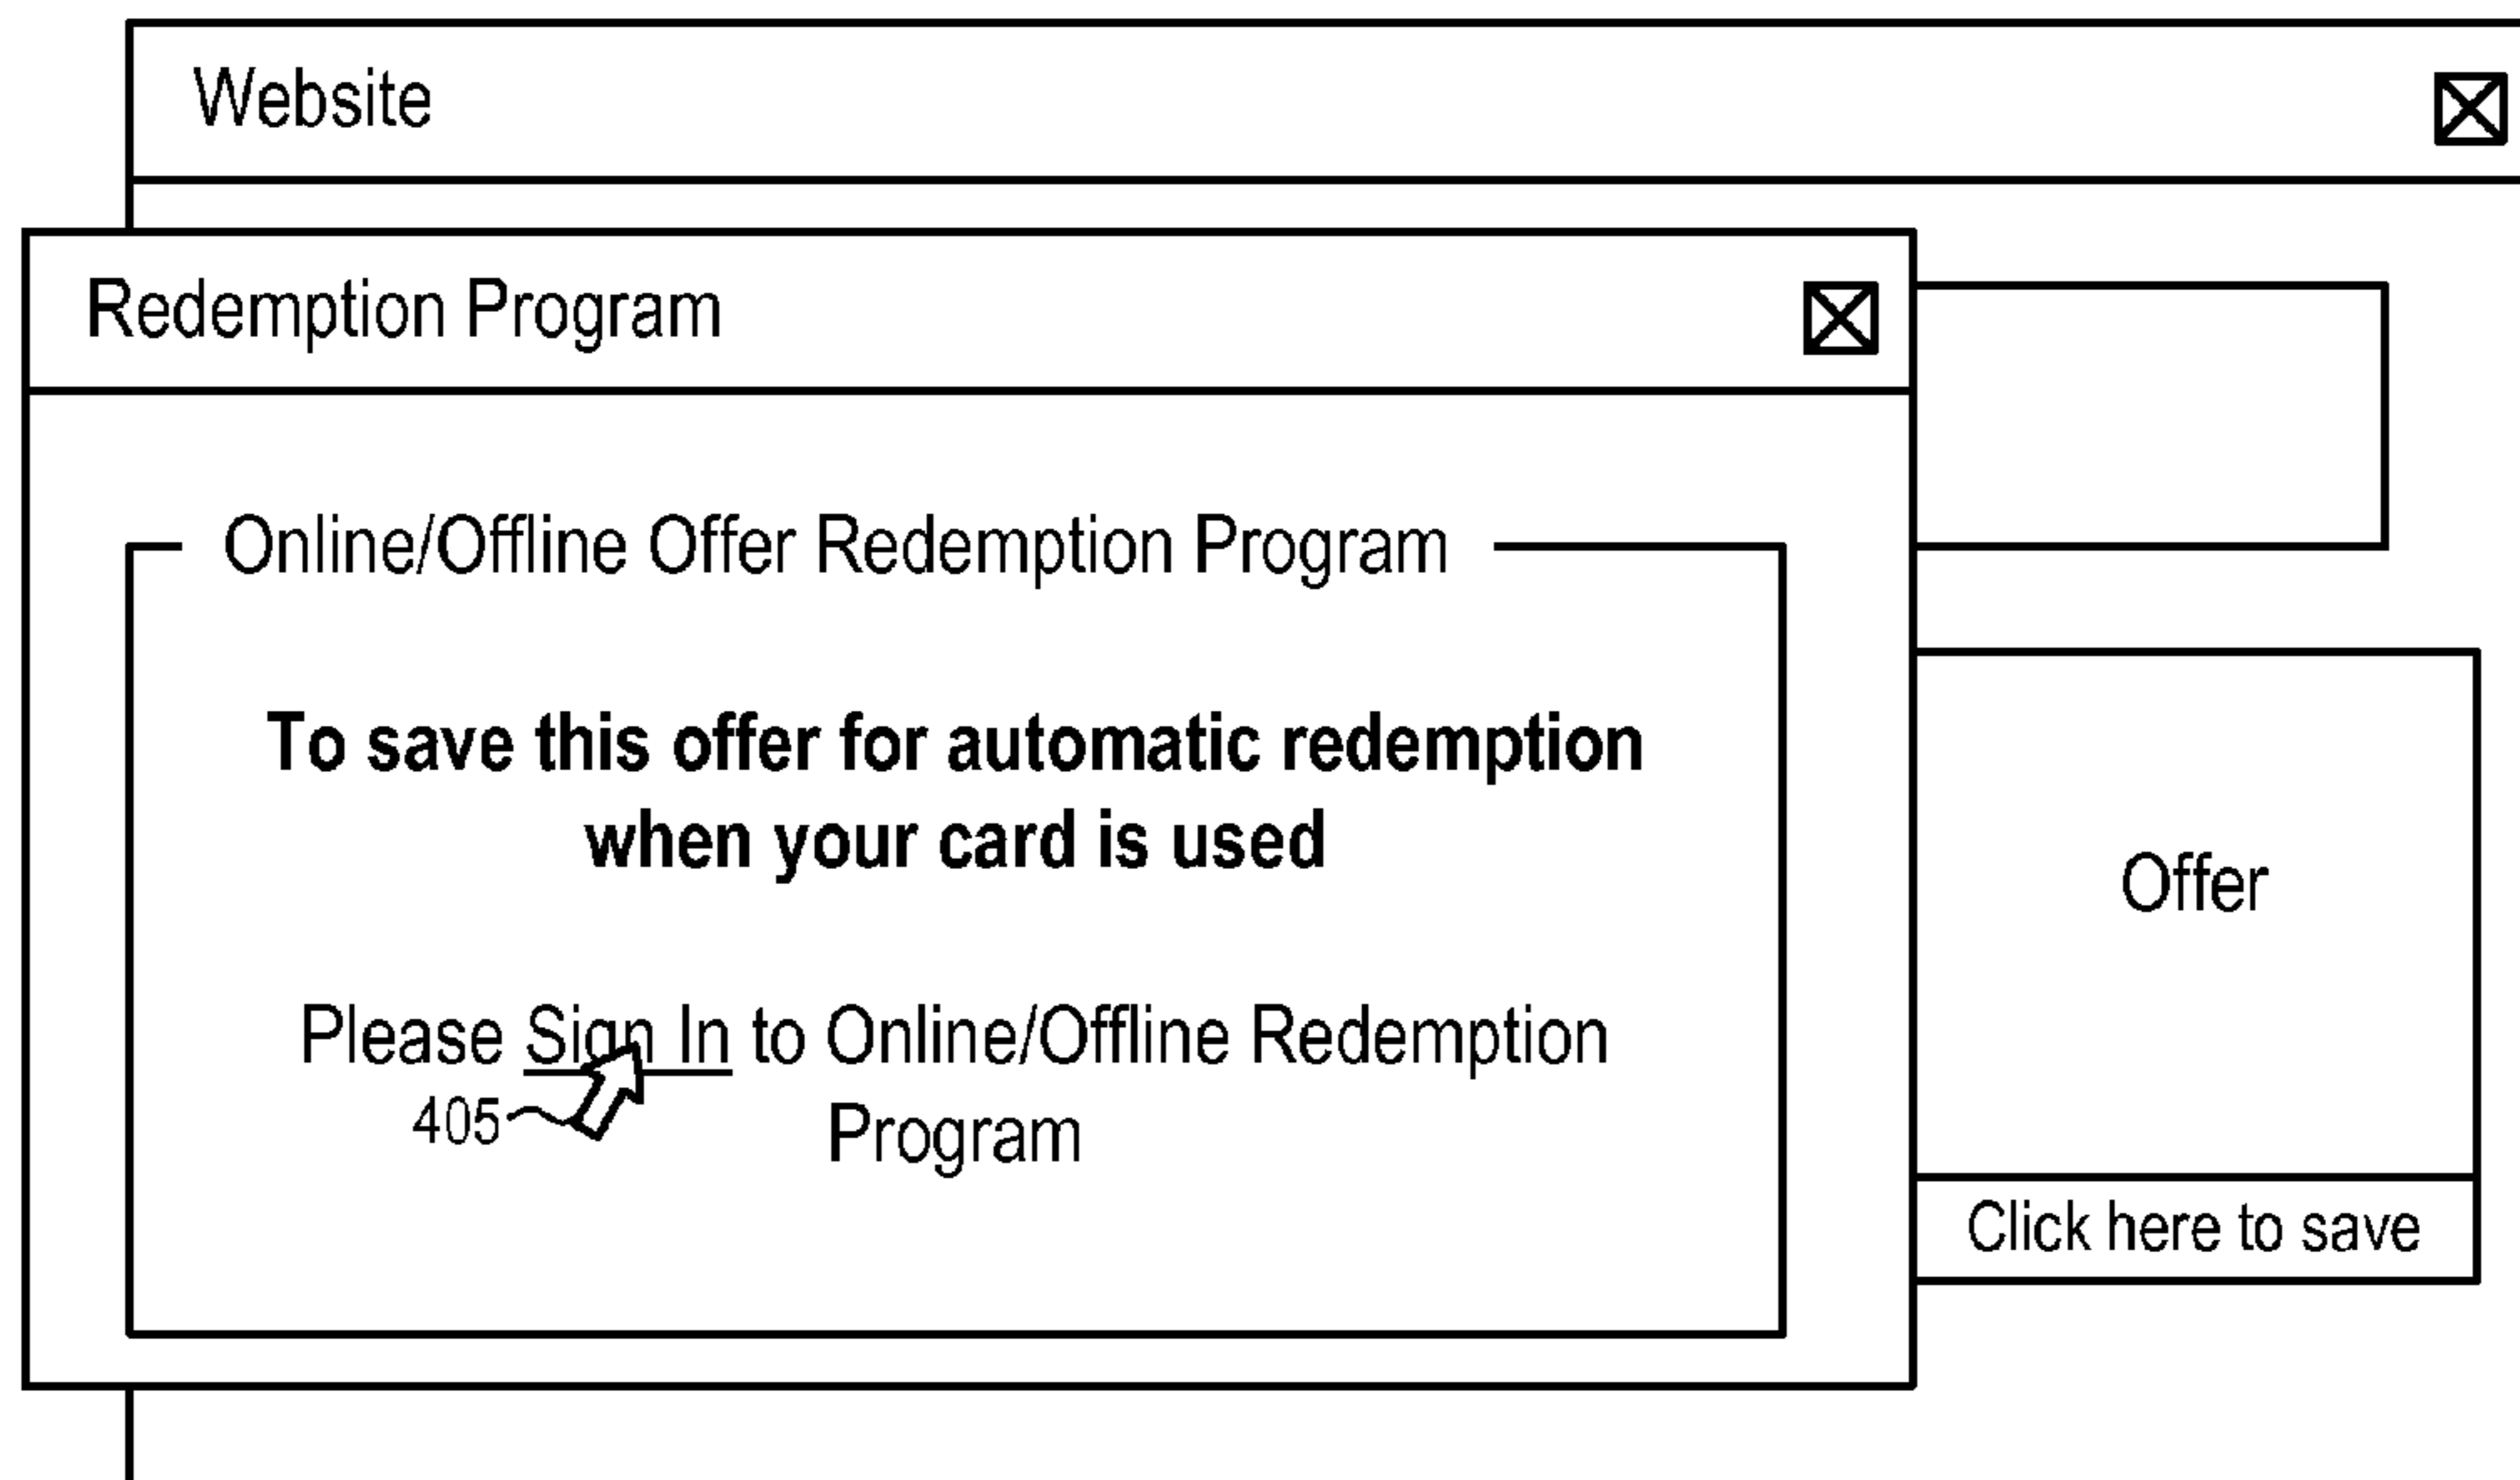 Website
Redemption Program
Online/Offline Offer Redemption Program
To save this offer for automatic redemption
when your card is used
Please Sign In to Online/Offline Redemption
Program
405
Offer
Click here to save